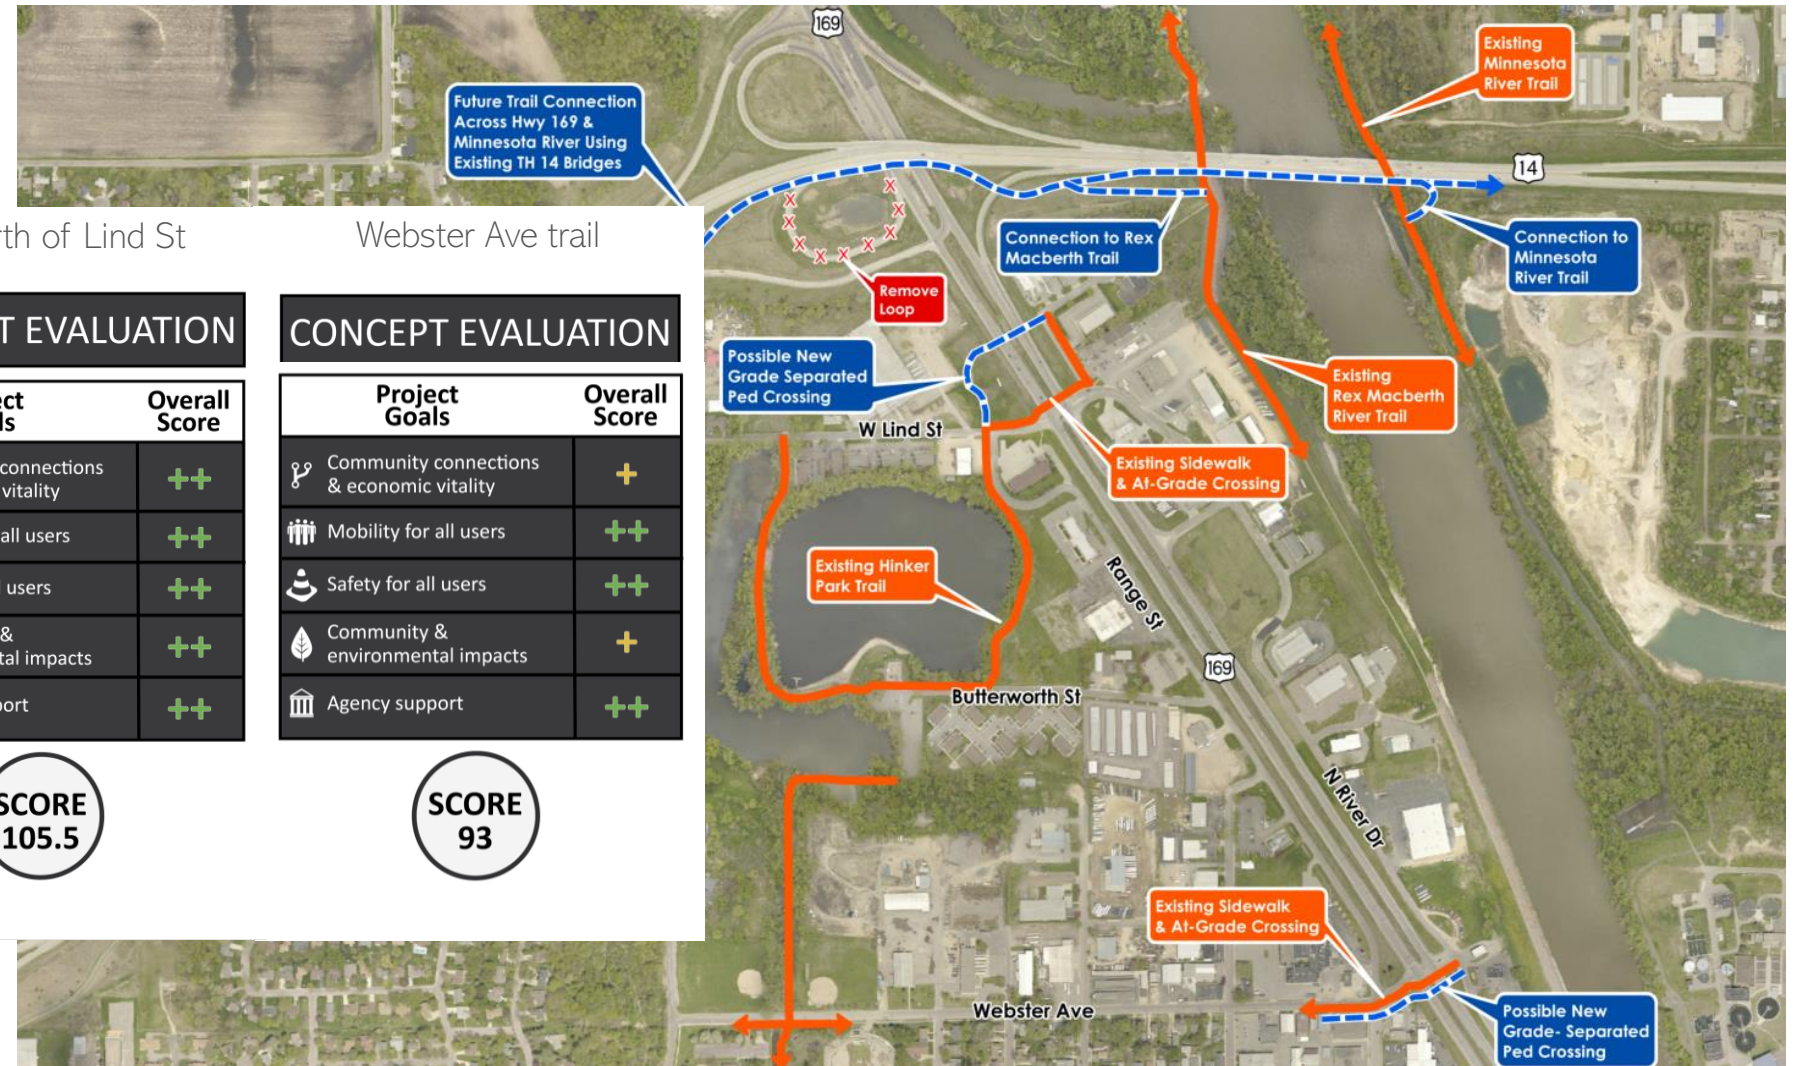 169
Existing
Minnesota
River Trail
Future Trail Connection
Across Hwy 169 &
Minnesota River Using
Existing TH 14 Bridges
14
Connection to Rex
Macberth Trail
Connection to
Minnesota
River Trail
Remove
Loop
Possible New
Grade Separated
Ped Crossing
Existing
Rex Macberth
River Trail
W Lind St
Existing Sidewalk
& At-Grade Crossing
Existing Hinker
Park Trail
Range St
169
Butterworth St
N River Dr
Existing Sidewalk
& At-Grade Crossing
Webster Ave
Possible New
Grade- Separated
Ped Crossing
th of Lind St
T EVALUATION
ct
ls
Overall
Score
connections
vitality
++
all users
++
users
++
&
tal impacts
++
port
++
SCORE
105.5
Webster Ave trail
CONCEPT EVALUATION
Project
Goals
Overall
Score
Community connections
& economic vitality
+
Mobility for all users
++
Safety for all users
++
Community &
environmental impacts
+
Agency support
++
SCORE
93